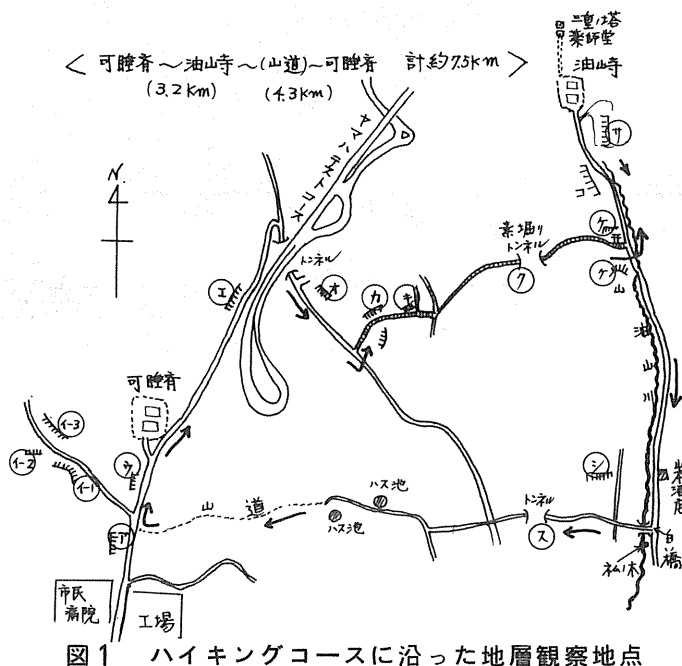 三重の塔
薬師堂
油山寺
< 可睡斎 ~ 油山寺 ~ (山道) ~ 可睡斎 計約7.5km >
(3.2km) (4.3km)
N.
ヤマハテストコース
サ
コ
素堀り
トンネル
ケ
ケ
ク
トンネル
オ
カ
キ
エ
油山川
可睡斎
イ-3
イ-2
イ-1
ウ
ア
山道
ハス池
ハス池
トンネル
ス
シ
白橋
松ノ木
市民
病院
工場
図1 ハイキングコースに沿った地層観察地点